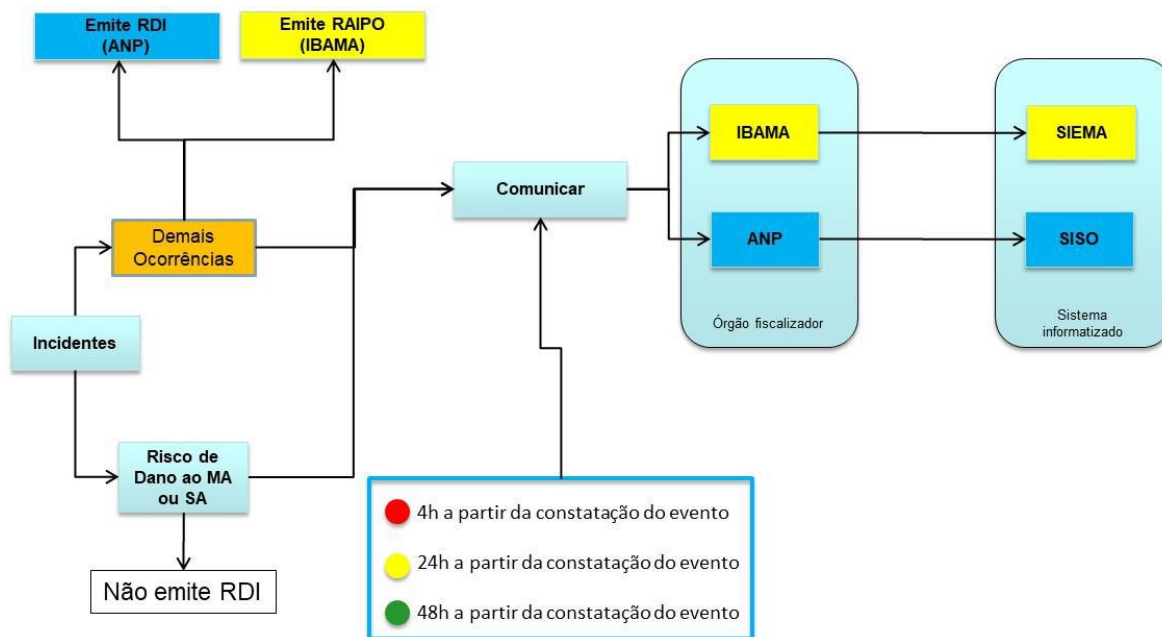 Emite RDI
(ANP)
Emite RAIPO
(IBAMA)
IBAMA
SIEMA
Comunicar
Demais
Ocorrências
ANP
SISO
Órgão fiscalizador
Sistema
informatizado
Incidentes
Risco de
Dano ao MA
ou SA
4h a partir da constatação do evento
24h a partir da constatação do evento
48h a partir da constatação do evento
Não emite RDI